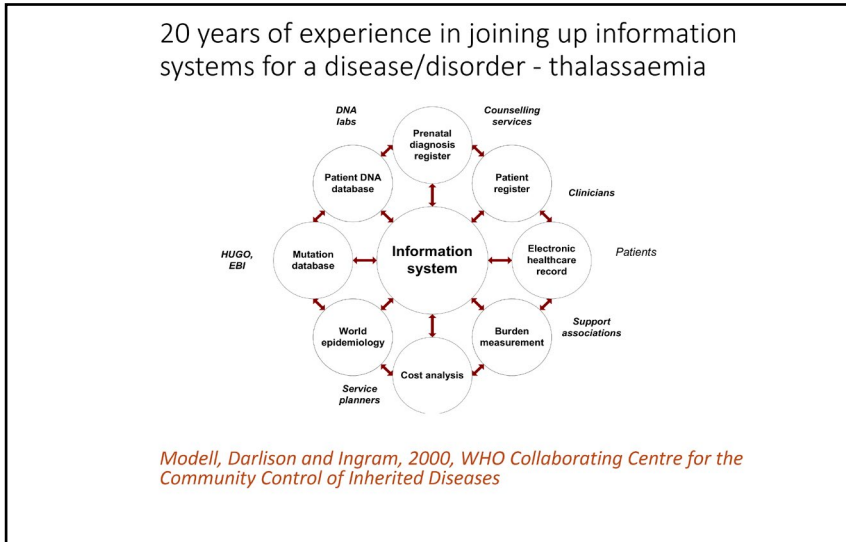 20 years of experience in joining up information
systems for a disease/disorder - thalassaemia
DNA
labs
Counselling
services
Prenatal
diagnosis
register
Patient DNA
database
Patient
register
Clinicians
HUGO,
EBI
Mutation
database
Information
system
Electronic
healthcare
record
Patients
World
epidemiology
Burden
measurement
Support
associations
Cost analysis
Service
planners
Modell, Darlison and Ingram, 2000, WHO Collaborating Centre for the
Community Control of Inherited Diseases